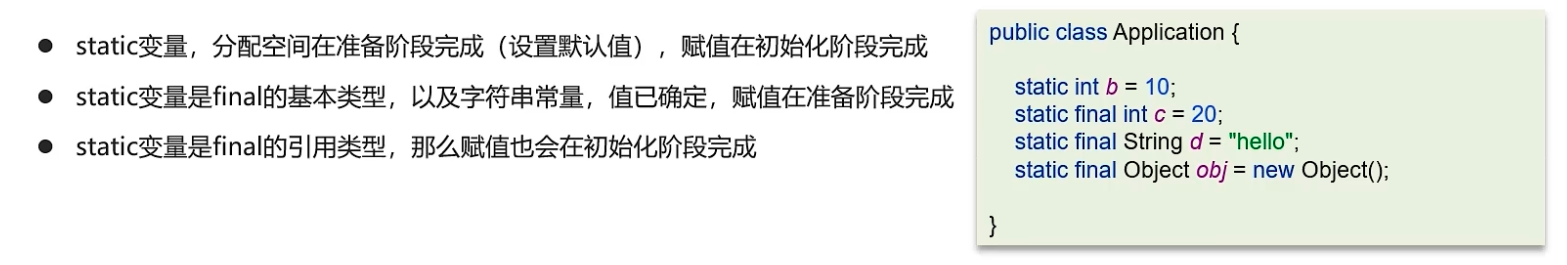 ● static变量，分配空间在准备阶段完成（设置默认值），赋值在初始化阶段完成
● static变量是final的基本类型，以及字符串常量，值已确定，赋值在准备阶段完成
● static变量是final的引用类型，那么赋值也会在初始化阶段完成
public class Application {
static int b = 10;
static final int c = 20;
static final String d = "hello";
static final Object obj = new Object();
}